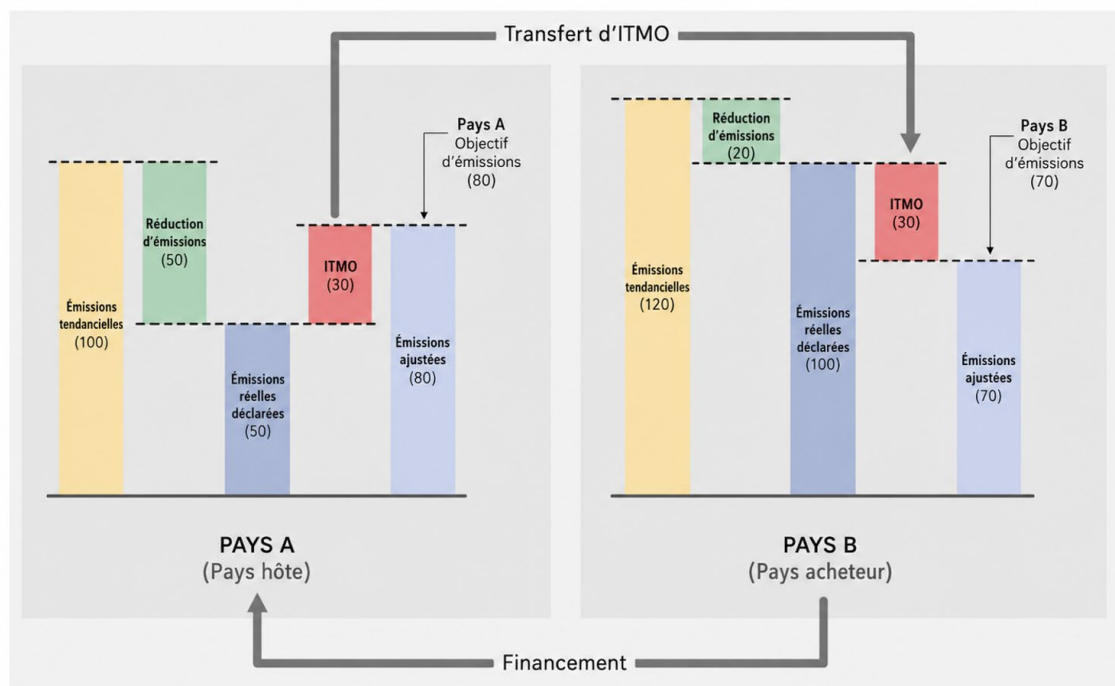 Transfert d’ITMO
Pays A
Objectif
d’émissions
(80)
Réduction
d’émissions
(50)
ITMO
(30)
Émissions
tendancielles
(100)
Émissions
ajustées
(80)
Émissions
réelles
déclarées
(50)
PAYS A
(Pays hôte)
Réduction
d’émissions
(20)
Pays B
Objectif
d’émissions
(70)
ITMO
(30)
Émissions
tendancielles
(120)
Émissions
réelles
déclarées
(100)
Émissions
ajustées
(70)
PAYS B
(Pays acheteur)
Financement